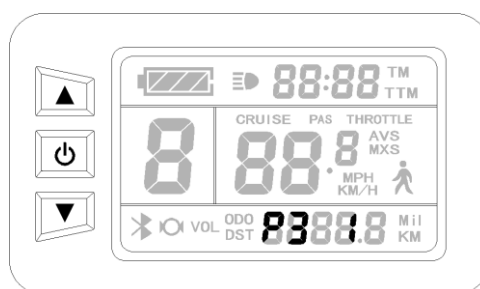 88:88 TM
TTM
CRUISE PAS THROTTLE
8 88.8 AVS
MXS
MPH
KM/H
VOL ODO P3 1 Mil
DST KM